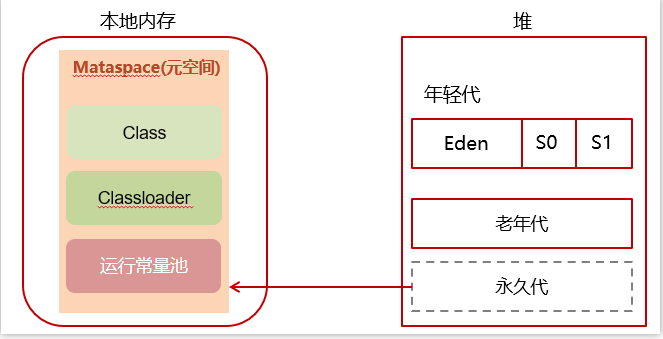 本地内存
Mataspace(元空间)
Class
Classloader
运行常量池
堆
年轻代
Eden
S0
S1
老年代
永久代